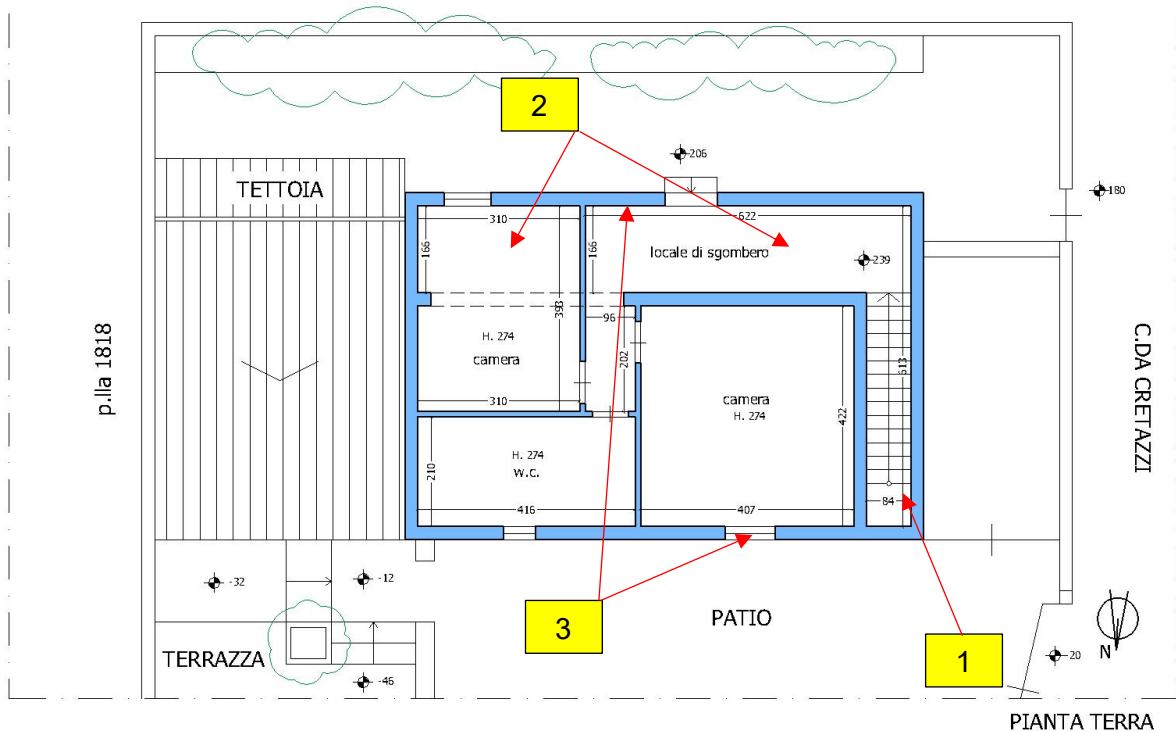 2
206
180
TETTOIA
310
622
166
166
locale di sgombero
239
393
96
H. 274
camera
202
613
p.lla 1818
C.DA CRETAZZI
camera
H. 274
422
310
H. 274
w.c.
210
416
407
84
-32
-12
3
PATIO
1
N
20
TERRAZZA
-46
PIANTA TERRA